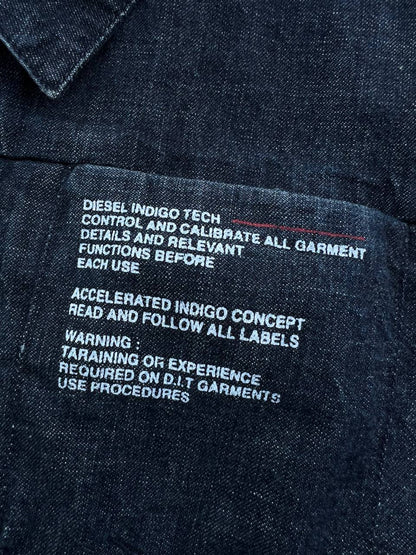 DIESEL INDIGO TECH
CONTROL AND CALIBRATE ALL GARMENT
DETAILS AND RELEVANT
FUNCTIONS BEFORE
EACH USE
ACCELERATED INDIGO CONCEPT
READ AND FOLLOW ALL LABELS
WARNING :
TARAINING OR EXPERIENCE
REQUIRED ON D.I.T GARMENTS
USE PROCEDURES